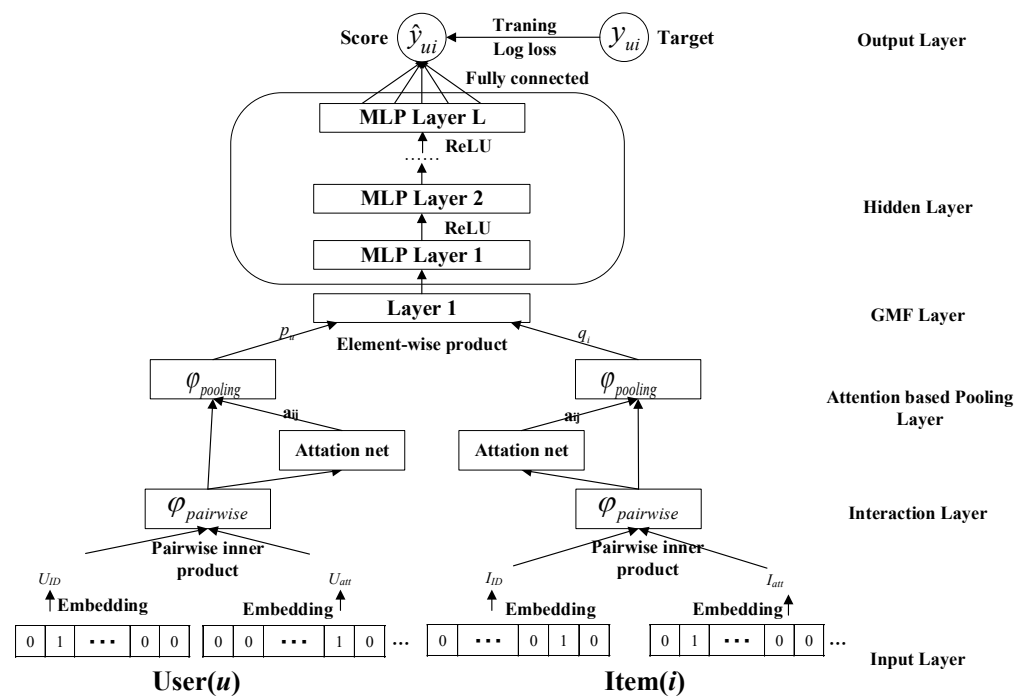 Score ŷui Traning yui Target Output Layer
Log loss
Fully connected
MLP Layer L
ReLU
......
MLP Layer 2 Hidden Layer
ReLU
MLP Layer 1
Layer 1 GMF Layer
pu Element-wise product qi
φpooling φpooling
Attention based Pooling
Layer
aij aij
Attation net Attation net
φpairwise φpairwise Interaction Layer
Pairwise inner Pairwise inner
product product
UID Uatt IID Iatt
Embedding Embedding Embedding Embedding
0 1 ... 0 0 0 0 ... 1 0 ... 0 ... 0 1 0 0 1 ... 0 0 ...
Input Layer
User(u) Item(i)